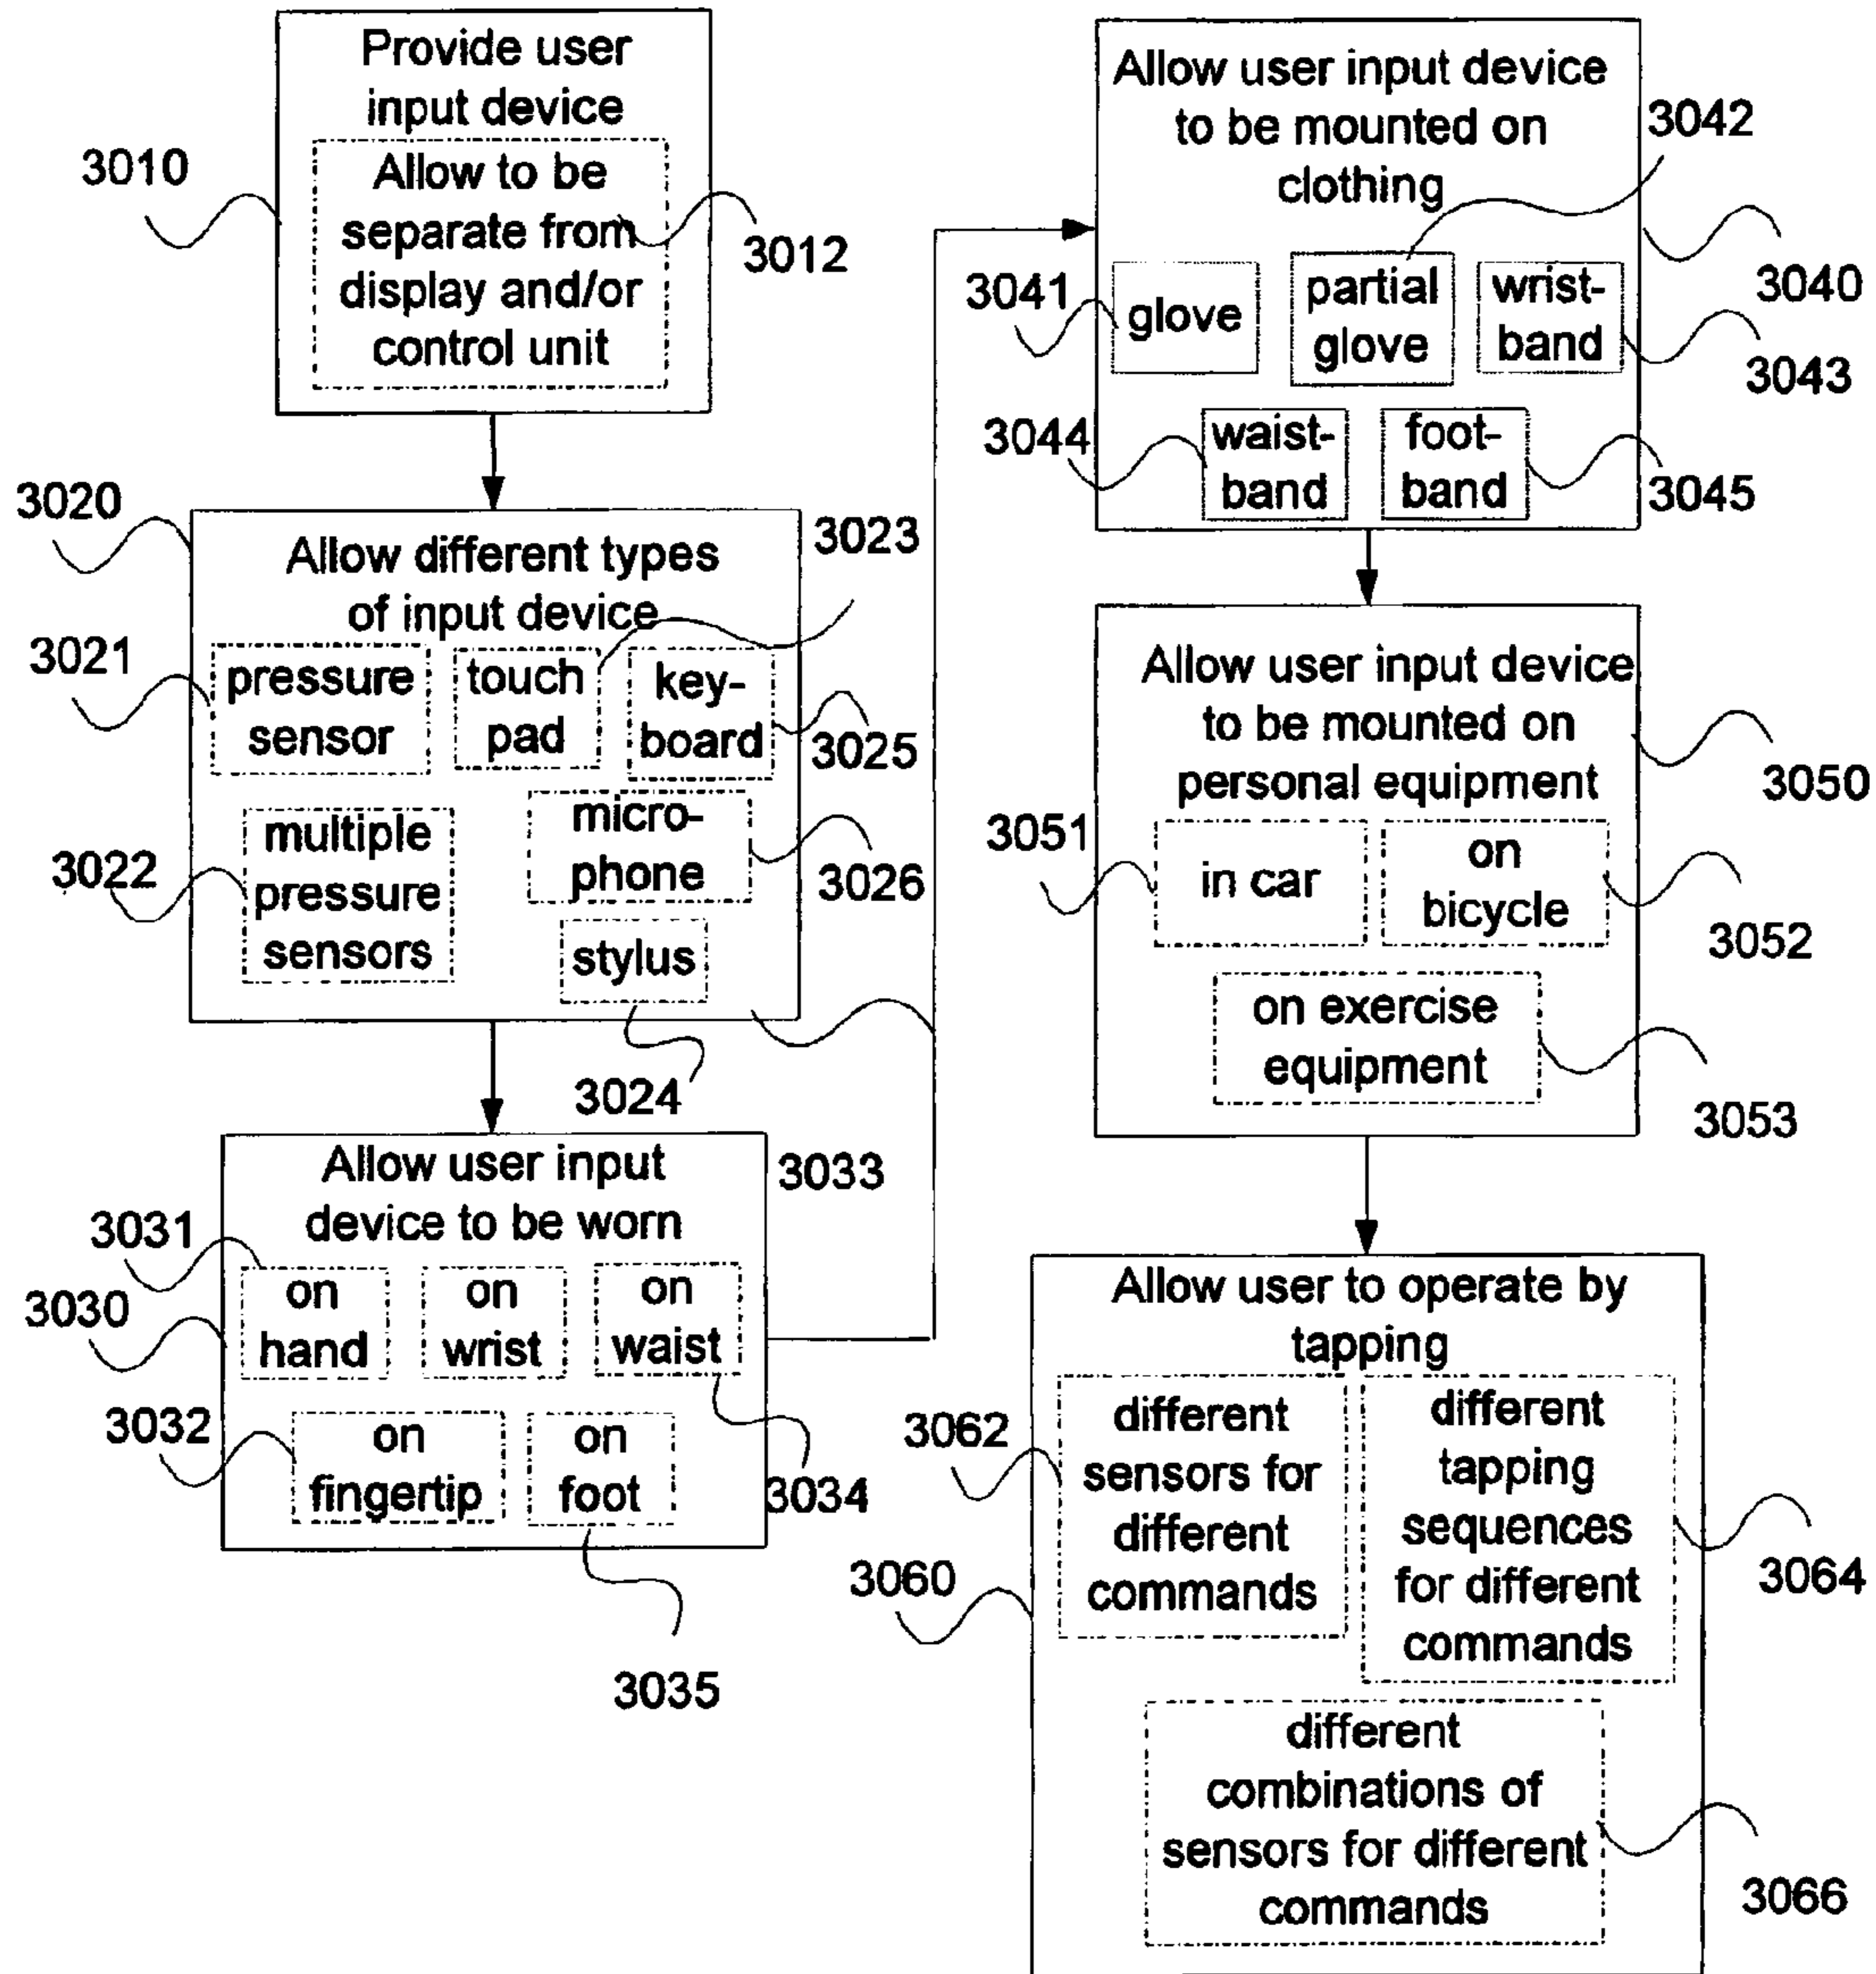 Provide user
input device
Allow to be
separate from
display and/or
control unit
3010
3012
3020
Allow different types
of input device
3023
3021
pressure
sensor
touch
pad
key-
board
3025
3022
multiple
pressure
sensors
micro-
phone
3026
stylus
3024
Allow user input
device to be worn
3033
3031
3030
on
hand
on
wrist
on
waist
3032
on
fingertip
on
foot
3034
3035
Allow user input device
to be mounted on
clothing
3042
3040
3041
glove
partial
glove
wrist-
band
3043
3044
waist-
band
foot-
band
3045
Allow user input device
to be mounted on
personal equipment
3050
3051
in car
on
bicycle
3052
on exercise
equipment
3053
Allow user to operate by
tapping
3062
different
sensors for
different
commands
different
tapping
sequences
for different
commands
3064
3060
different
combinations of
sensors for different
commands
3066